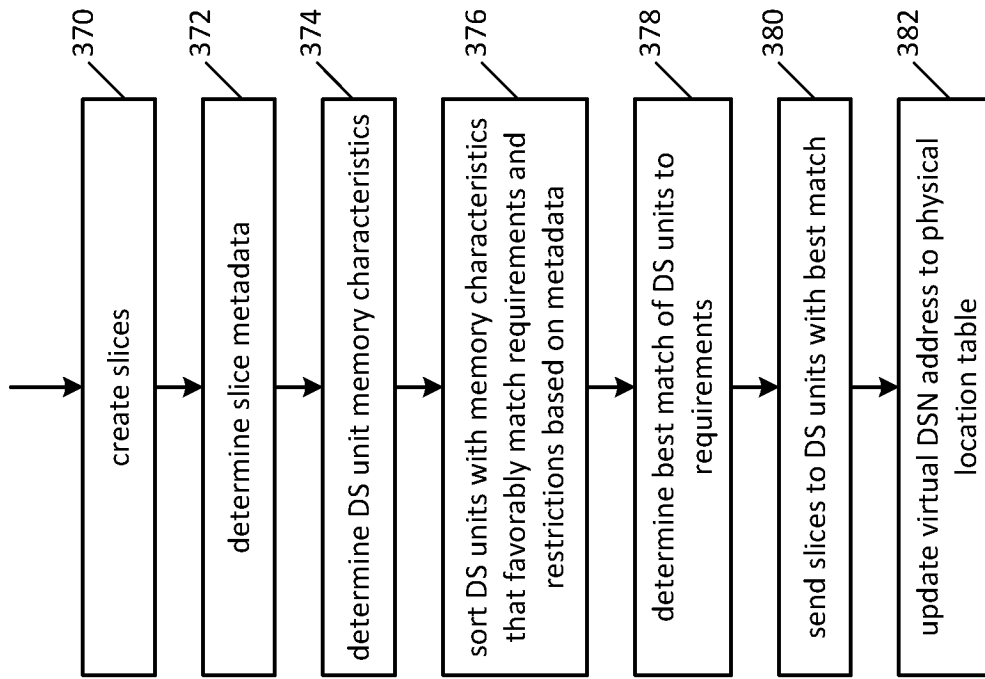 create slices
370
determine slice metadata
372
determine DS unit memory characteristics
374
sort DS units with memory characteristics
that favorably match requirements and
restrictions based on metadata
376
determine best match of DS units to
requirements
378
send slices to DS units with best match
380
update virtual DSN address to physical
location table
382